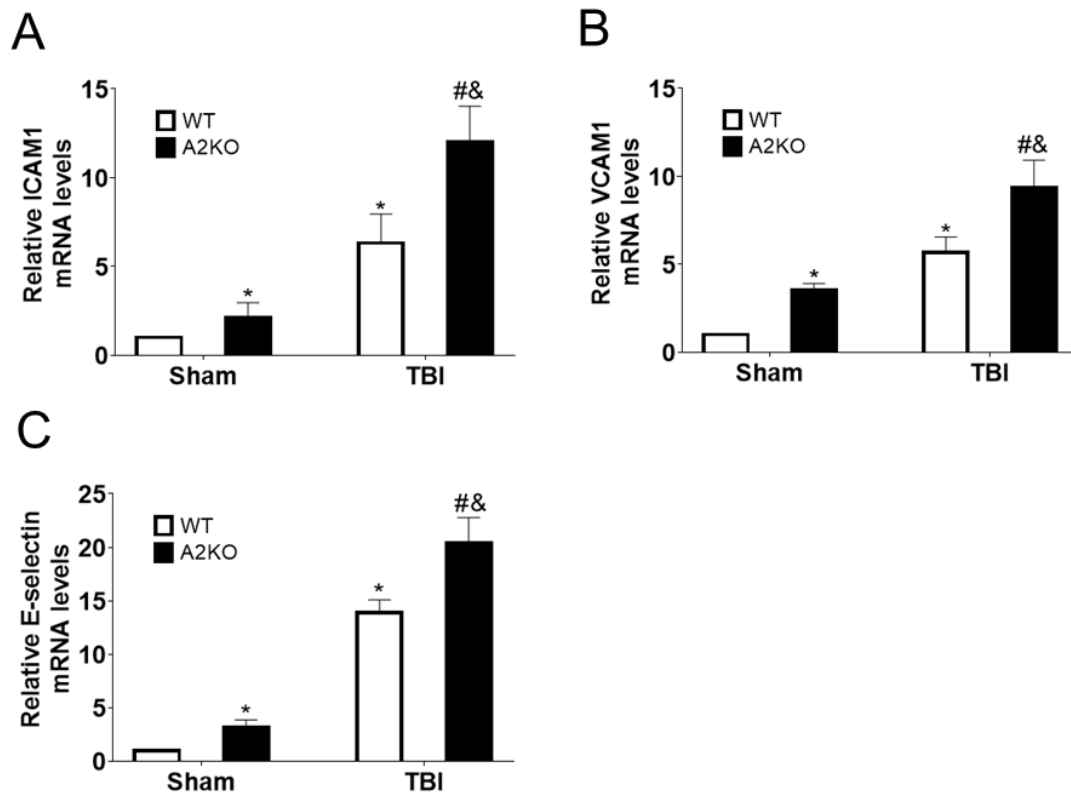 A
Relative ICAM1
mRNA levels
15
10
5
0
WT
A2KO
*
*
#&
Sham
TBI
B
Relative VCAM1
mRNA levels
15
10
5
0
WT
A2KO
*
*
#&
Sham
TBI
C
Relative E-selectin
mRNA levels
25
20
15
10
5
0
WT
A2KO
*
*
#&
Sham
TBI